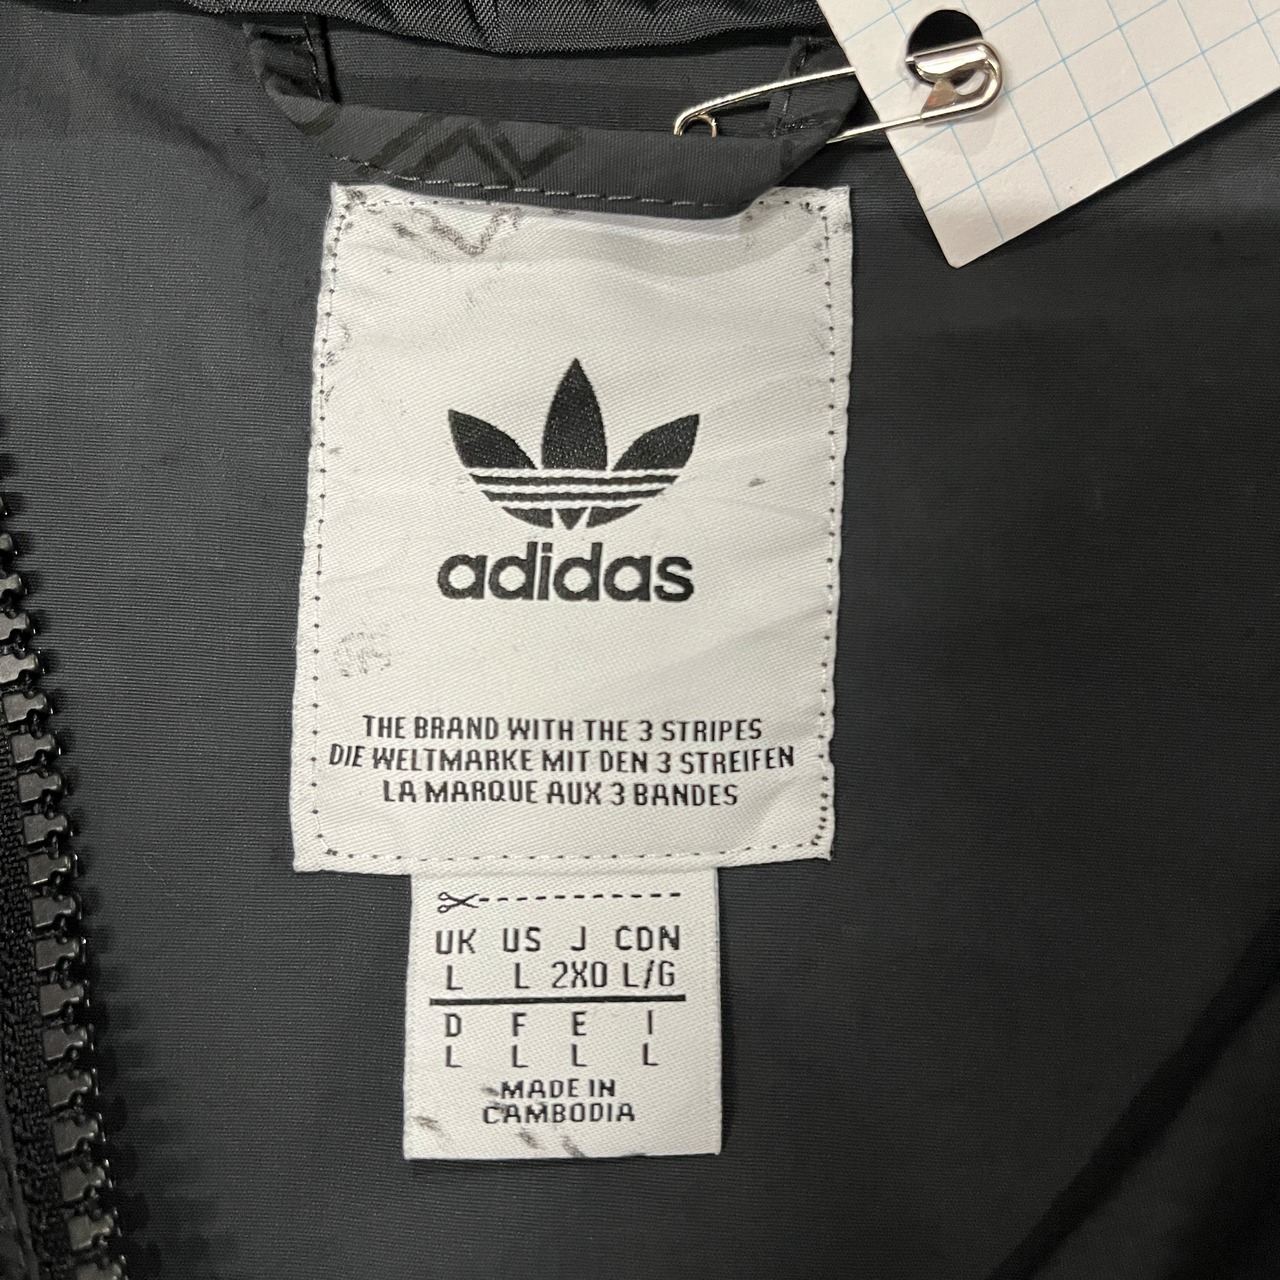 adidas
THE BRAND WITH THE 3 STRIPES
DIE WELTMARKE MIT DEN 3 STREIFEN
LA MARQUE AUX 3 BANDES
UK US J CDN
L L 2XO L/G
D F E I
L L L L
MADE IN
CAMBODIA